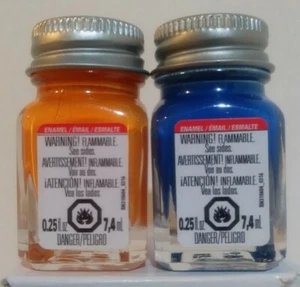 ENAMEL / ÉMAIL / ESMALTE
WARNING! FLAMMABLE.
See sides.
AVERTISSEMENT! INFLAMMABLE.
Voir au dos.
¡ATENCIÓN! INFLAMABLE.
Vea los lados.
0.25 fl. oz.
7,4 mL
DANGER/PELIGRO
ENAMEL / ÉMAIL / ESMALTE
WARNING! FLAMMABLE.
See sides.
AVERTISSEMENT! INFLAMMABLE.
Voir au dos.
¡ATENCIÓN! INFLAMABLE.
Vea los lados.
0.25 fl. oz.
7,4 mL
DANGER/PELIGRO